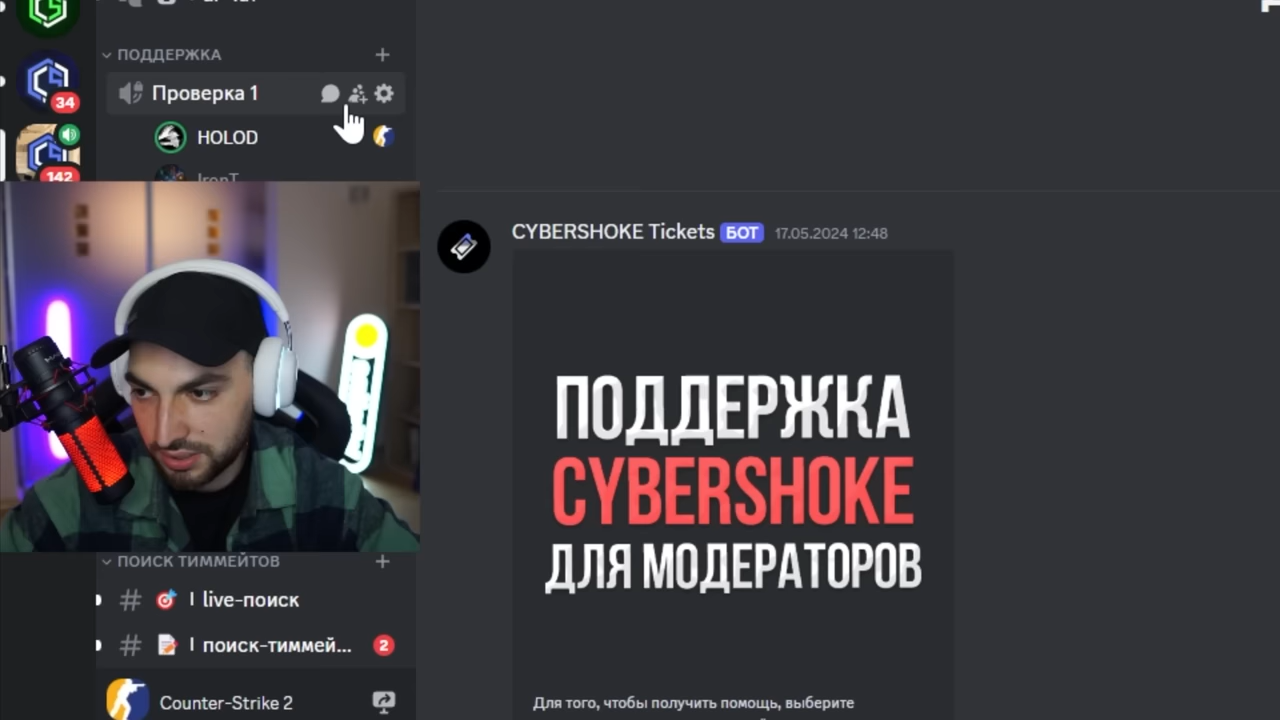 ПОДДЕРЖКА
Проверка 1
34
HOLOD
142
IronT
CYBERSHOKE Tickets БОТ 17.05.2024 12:48
ПОДДЕРЖКА
CYBERSHOKE
ДЛЯ МОДЕРАТОРОВ
ПОИСК ТИММЕЙТОВ
live-поиск
поиск-тиммей... 2
Counter-Strike 2
Для того, чтобы получить помощь, выберите